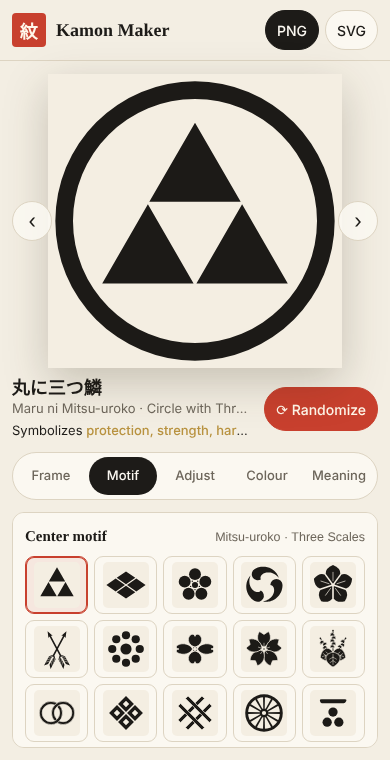 紋 Kamon Maker PNG SVG
‹ ›
丸に三つ鱗
Maru ni Mitsu-uroko · Circle with Thr...
Symbolizes protection, strength, har...
⟳ Randomize
Frame Motif Adjust Colour Meaning
Center motif Mitsu-uroko · Three Scales